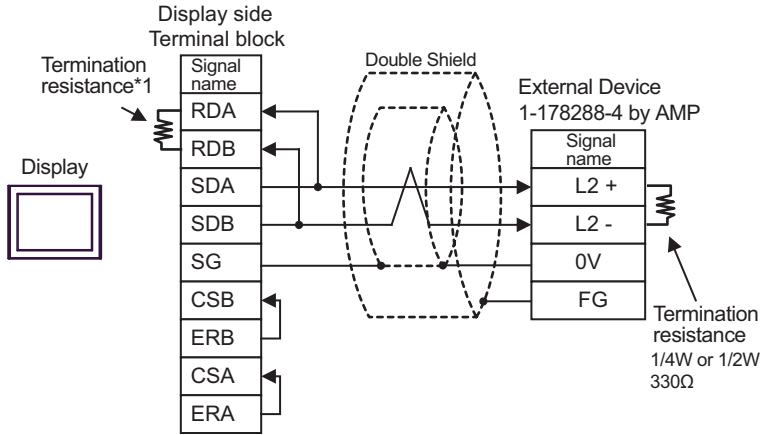 Display side
Terminal block
Termination
resistance*1
Display
Signal
name
RDA
RDB
SDA
SDB
SG
CSB
ERB
CSA
ERA
Double Shield
External Device
1-178288-4 by AMP
Signal
name
L2 +
L2 -
0V
FG
Termination
resistance
1/4W or 1/2W
330Ω